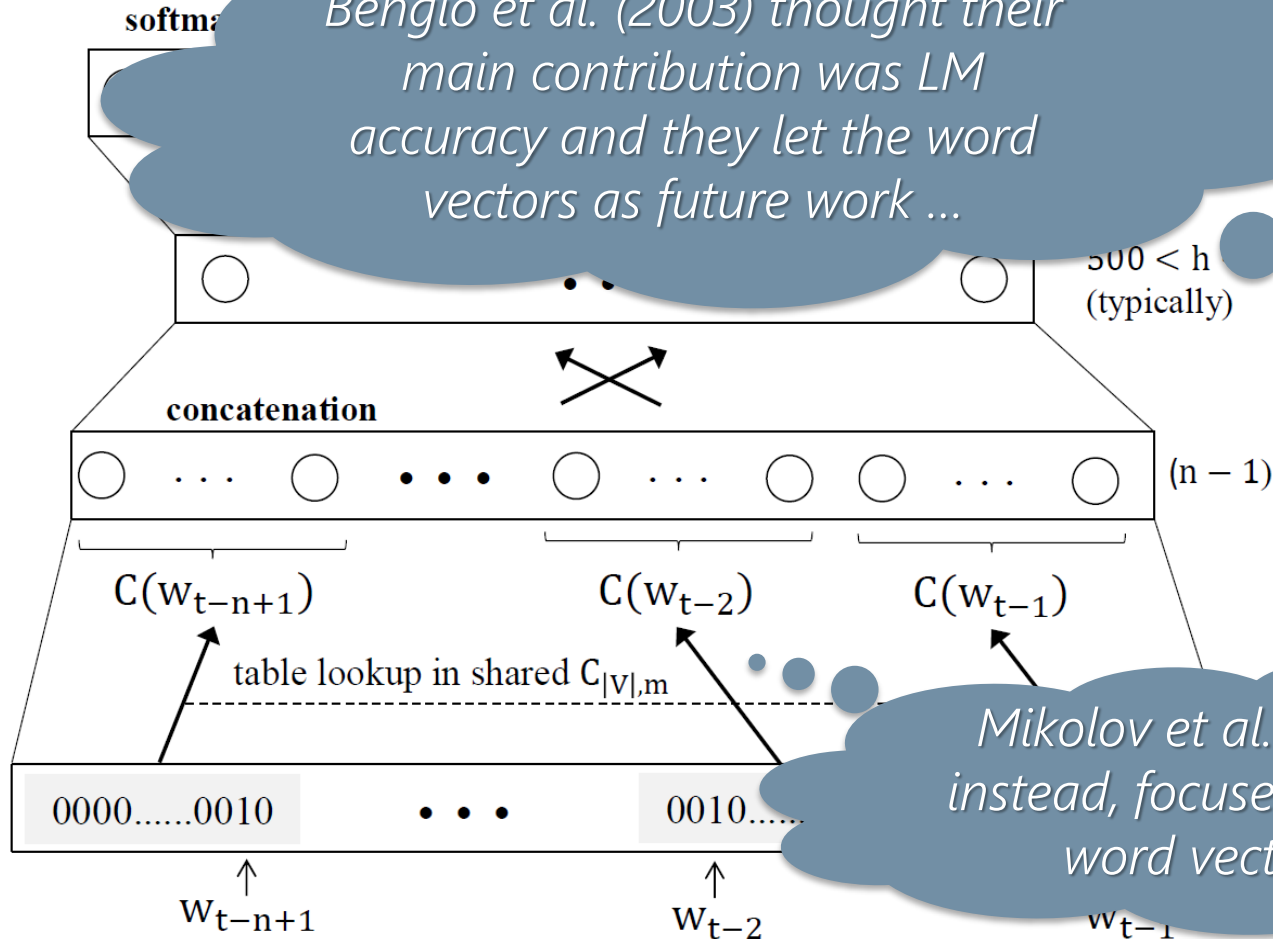 Bengio et al. (2003) thought their
main contribution was LM
accuracy and they let the word
vectors as future work ...
500 < h
(typically)
concatenation
(n − 1)
C(wₜ₋ₙ₊₁) C(wₜ₋₂) C(wₜ₋₁)
table lookup in shared C|V|,m
Mikolov et al.
instead,
word
0000......0010 0010......
wₜ₋ₙ₊₁ wₜ₋₂ wₜ₋₁